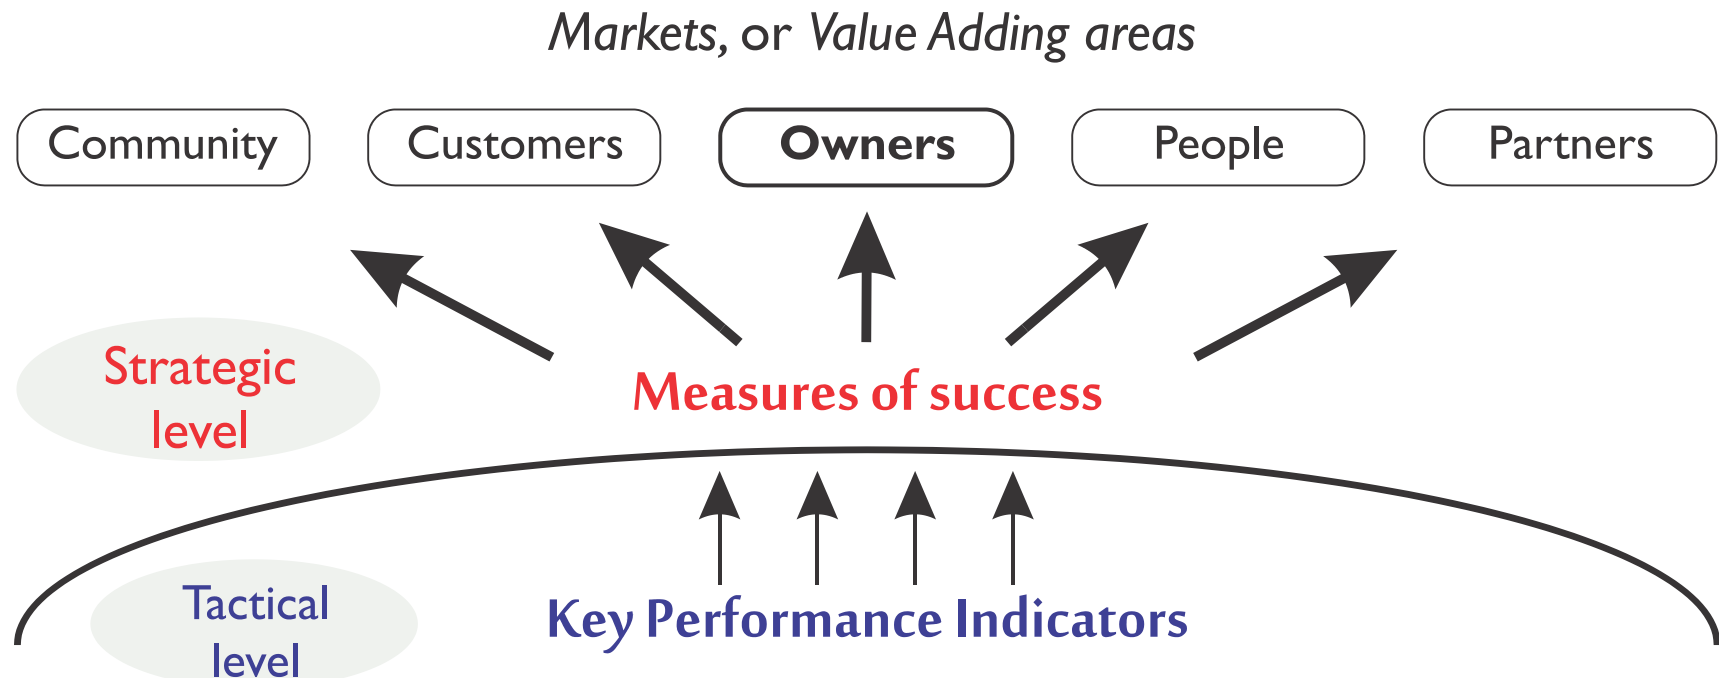 Markets, or Value Adding areas
Community
Customers
Owners
People
Partners
Strategic
level
Measures of success
Tactical
level
Key Performance Indicators